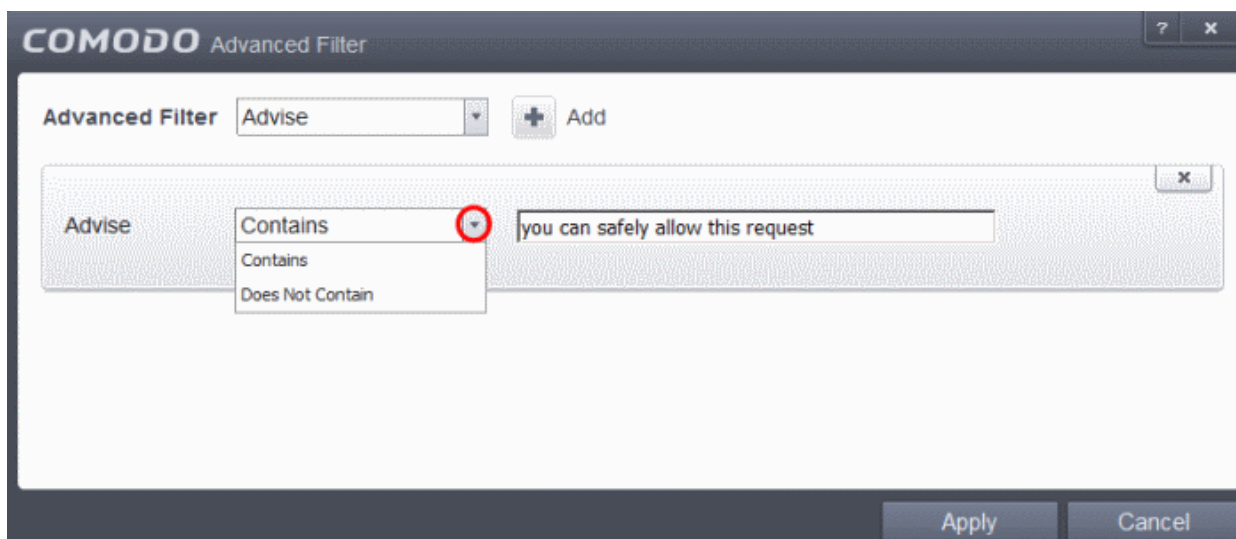 COMODO Advanced Filter ? x
Advanced Filter Advise + Add
x
Advise Contains you can safely allow this request
Contains
Does Not Contain
Apply Cancel